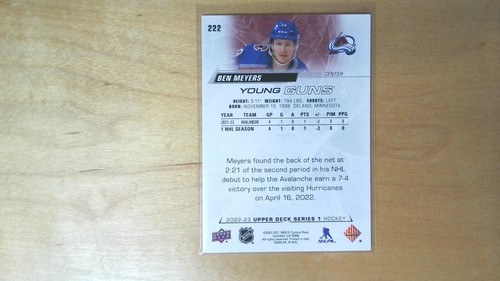 222
BEN MEYERS
CENTER
YOUNG GUNS
HEIGHT: 5'11" WEIGHT: 194 LBS. SHOOTS: LEFT
BORN: NOVEMBER 15, 1998 DELANO, MINNESOTA
YEAR TEAM GP G A PTS +/- PIM PPG
2021-22 AVALANCHE 4 1 0 1 -2 0 0
1 NHL SEASON 4 1 0 1 -2 0 0
Meyers found the back of the net at
2:21 of the second period in his NHL
debut to help the Avalanche earn a 7-4
victory over the visiting Hurricanes
on April 16, 2022.
2022-23 UPPER DECK SERIES 1 HOCKEY
NHL
NHLPA